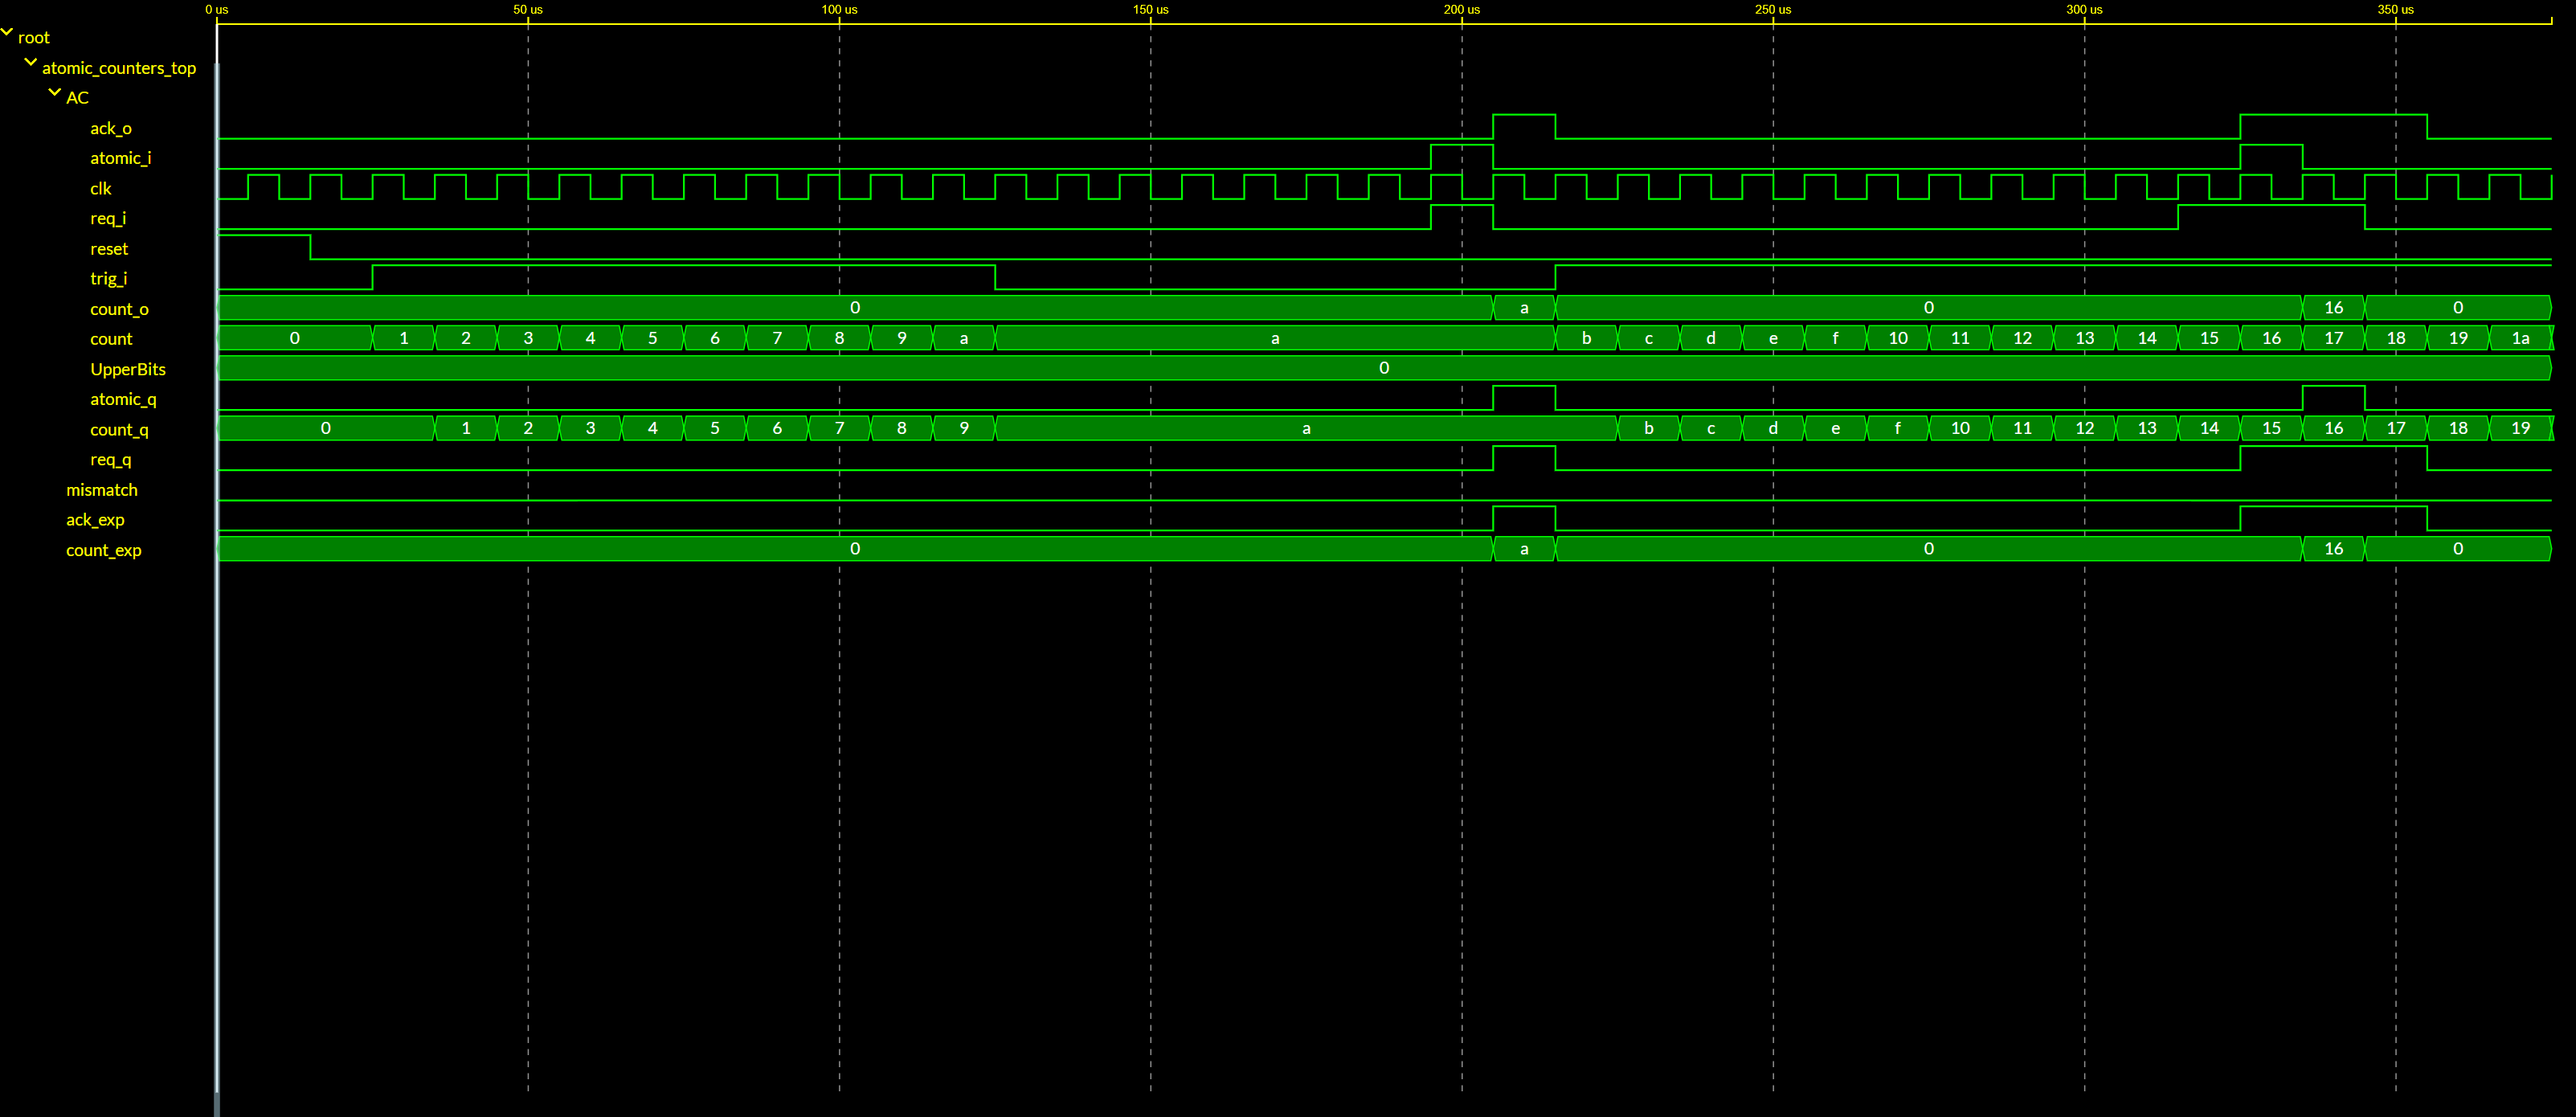 0 us 50 us 100 us 150 us 200 us 250 us 300 us 350 us
root
atomic_counters_top
AC
ack_o
atomic_i
clk
req_i
reset
trig_i
count_o 0 a 0 16 0
count 0 1 2 3 4 5 6 7 8 9 a a b c d e f 10 11 12 13 14 15 16 17 18 19 1a
UpperBits 0
atomic_q
count_q 0 1 2 3 4 5 6 7 8 9 a b c d e f 10 11 12 13 14 15 16 17 18 19
req_q
mismatch
ack_exp
count_exp 0 a 0 16 0